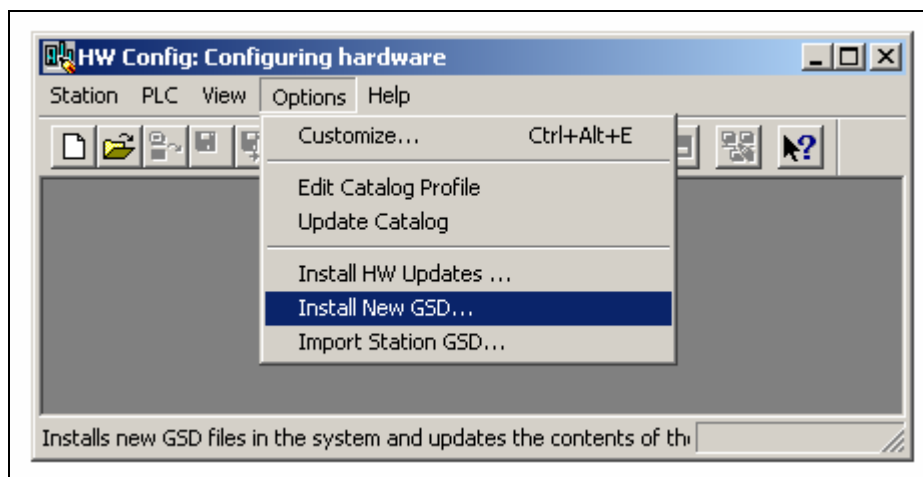 HW Config: Configuring hardware
Station PLC View Options Help
Customize... Ctrl+Alt+E
Edit Catalog Profile
Update Catalog
Install HW Updates ...
Install New GSD...
Import Station GSD...
Installs new GSD files in the system and updates the contents of